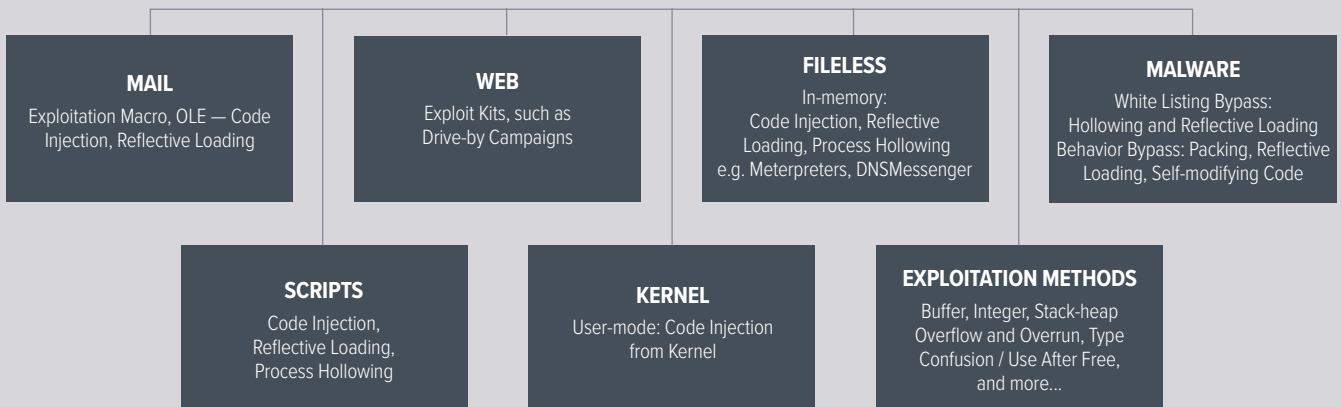 MAIL
Exploitation Macro, OLE — Code
Injection, Reflective Loading
WEB
Exploit Kits, such as
Drive-by Campaigns
FILELESS
In-memory:
Code Injection, Reflective
Loading, Process Hollowing
e.g. Meterpreters, DNSMessenger
MALWARE
White Listing Bypass:
Hollowing and Reflective Loading
Behavior Bypass: Packing, Reflective
Loading, Self-modifying Code
SCRIPTS
Code Injection,
Reflective Loading,
Process Hollowing
KERNEL
User-mode: Code Injection
from Kernel
EXPLOITATION METHODS
Buffer, Integer, Stack-heap
Overflow and Overrun, Type
Confusion / Use After Free,
and more...